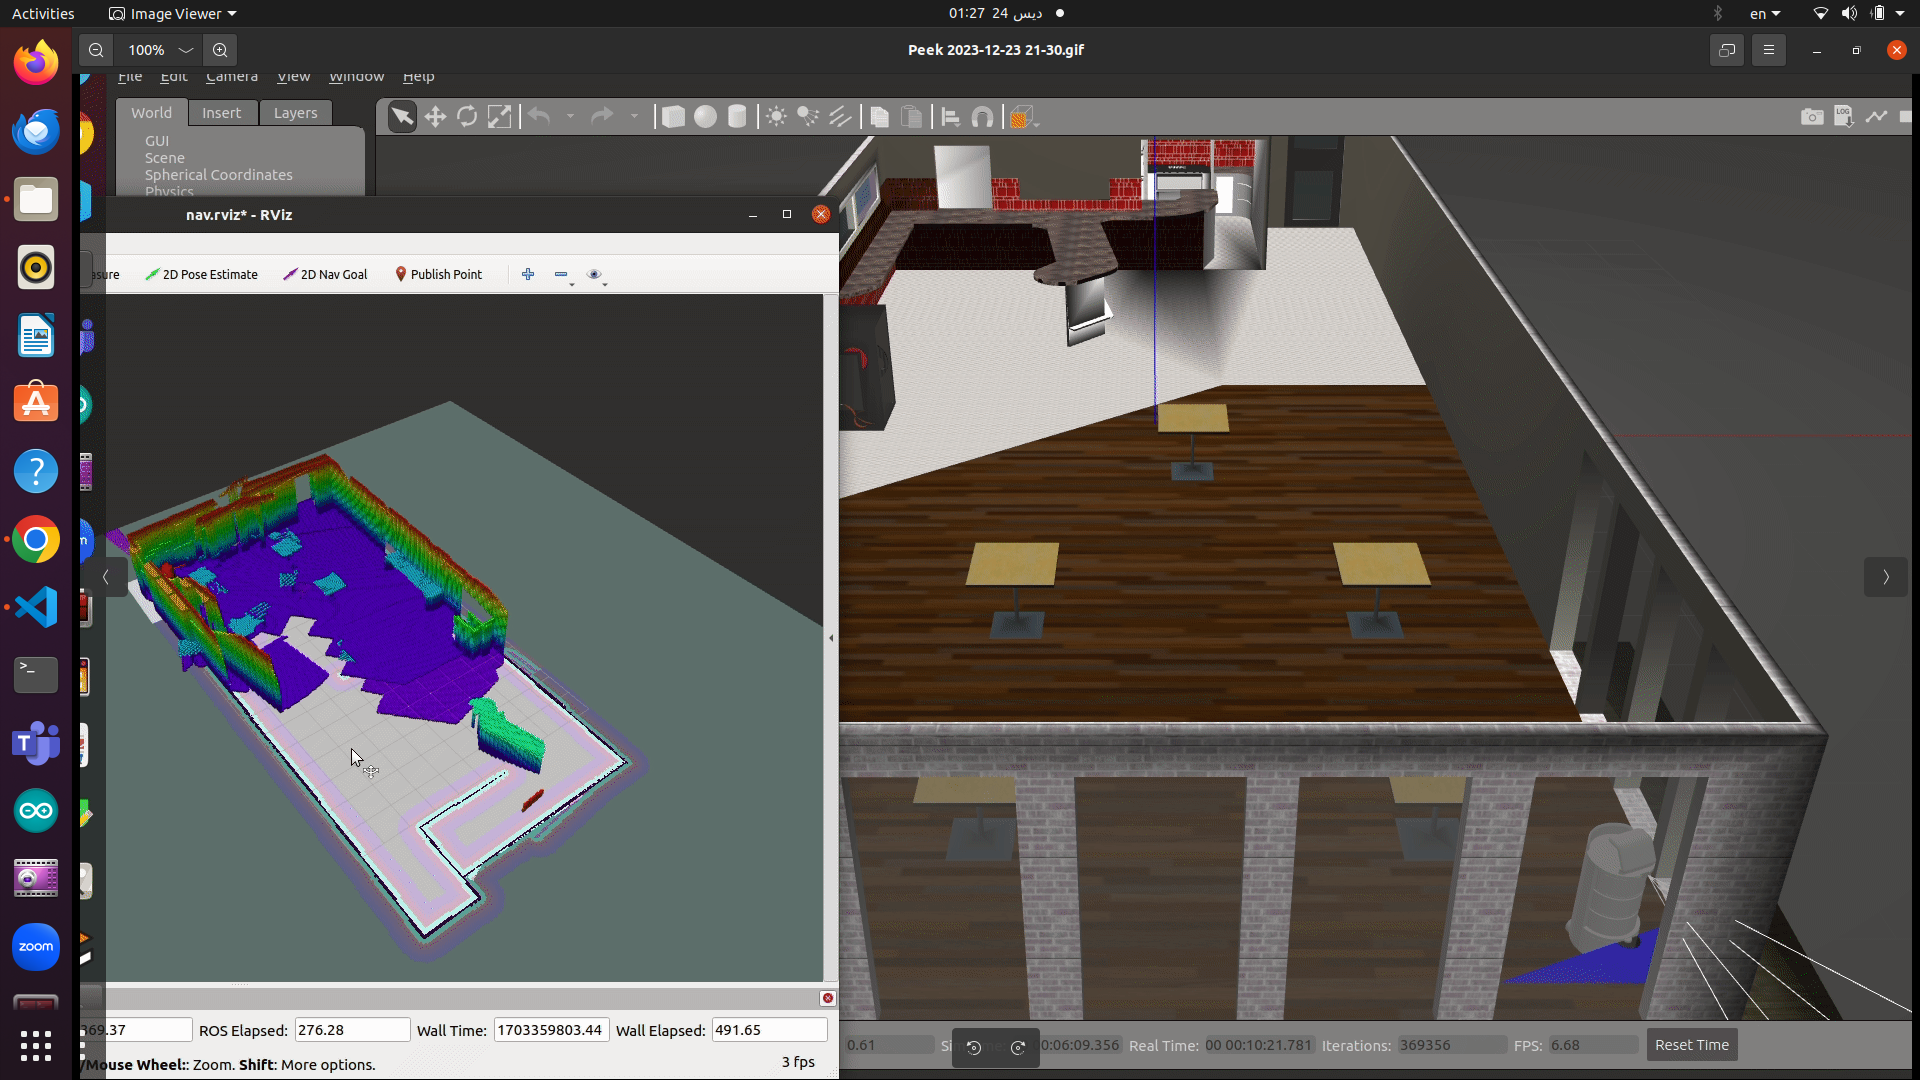 Activities
Image Viewer
01:27 24 ديس
en
100%
Peek 2023-12-23 21-30.gif
File Edit Camera View Window Help
World Insert Layers
GUI
Scene
Spherical Coordinates
Physics
nav.rviz* - RViz
asure 2D Pose Estimate 2D Nav Goal Publish Point
369.37 ROS Elapsed: 276.28 Wall Time: 1703359803.44 Wall Elapsed: 491.65
/Mouse Wheel:: Zoom. Shift: More options.
3 fps
0.61 0:06:09.356 Real Time: 00 00:10:21.781 Iterations: 369356 FPS: 6.68 Reset Time
zoom
LOG
T
>_
?